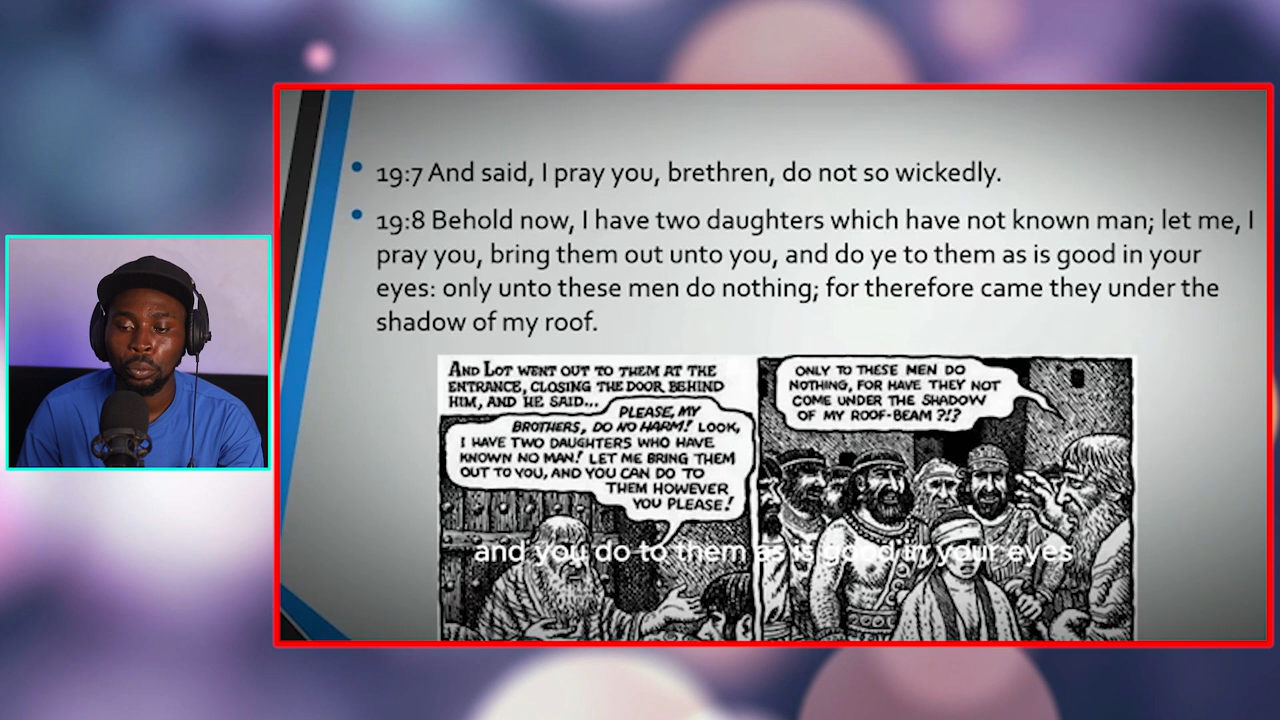 19:7 And said, I pray you, brethren, do not so wickedly.
19:8 Behold now, I have two daughters which have not known man; let me, I
pray you, bring them out unto you, and do ye to them as is good in your
eyes: only unto these men do nothing; for therefore came they under the
shadow of my roof.
AND LOT WENT OUT TO THEM AT THE
ENTRANCE, CLOSING THE DOOR BEHIND
HIM, AND HE SAID...
PLEASE, MY
BROTHERS, DO NO HARM! LOOK,
I HAVE TWO DAUGHTERS WHO HAVE
KNOWN NO MAN! LET ME BRING THEM
OUT TO YOU, AND YOU CAN DO TO
THEM HOWEVER
YOU PLEASE!
ONLY TO THESE MEN DO
NOTHING, FOR HAVE THEY NOT
COME UNDER THE SHADOW
OF MY ROOF-BEAM?!?
and you do to them as is good in your eyes